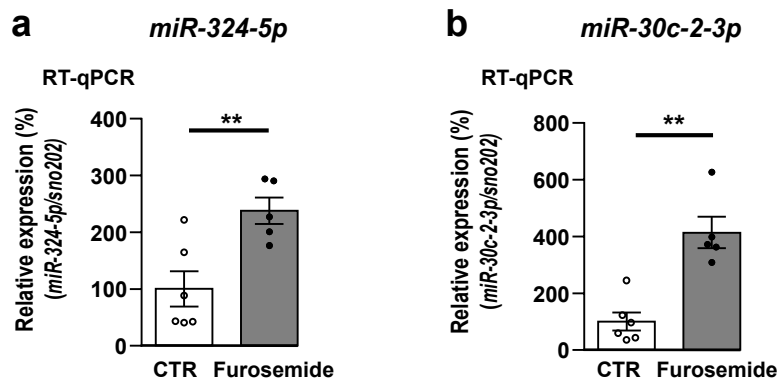 a
miR-324-5p
RT-qPCR
Relative expression (%)
(miR-324-5p/sno202)
400
300
200
100
0
**
CTR
Furosemide
b
miR-30c-2-3p
RT-qPCR
Relative expression (%)
(miR-30c-2-3p/sno202)
800
600
400
200
0
**
CTR
Furosemide